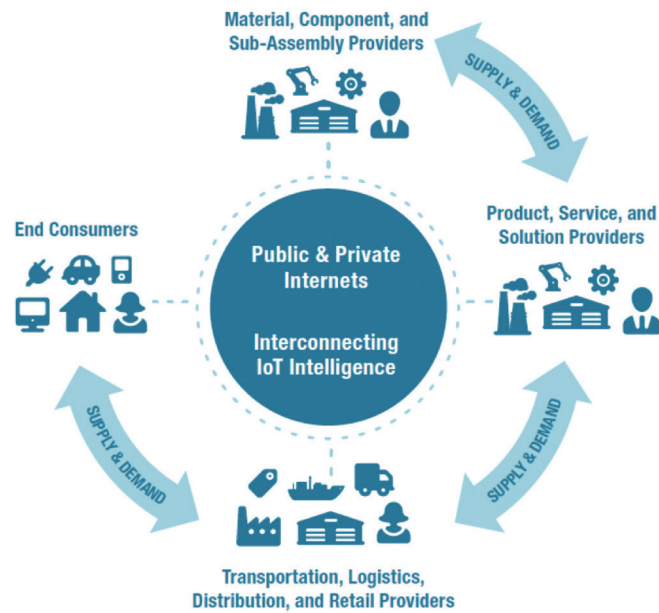 Material, Component, and
Sub-Assembly Providers
SUPPLY & DEMAND
End Consumers
Product, Service, and
Solution Providers
Public & Private
Internets
Interconnecting
IoT Intelligence
SUPPLY & DEMAND
SUPPLY & DEMAND
Transportation, Logistics,
Distribution, and Retail Providers